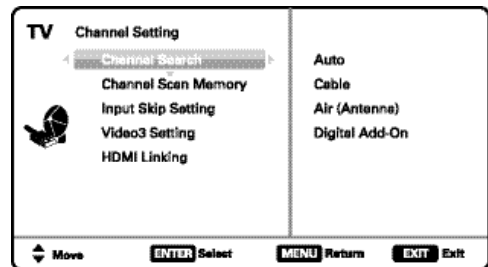 TV Channel Setting
Channel Search
Channel Scan Memory
Input Skip Setting
Video3 Setting
HDMI Linking
Auto
Cable
Air (Antenna)
Digital Add-On
Move ENTER Select MENU Return EXIT Exit